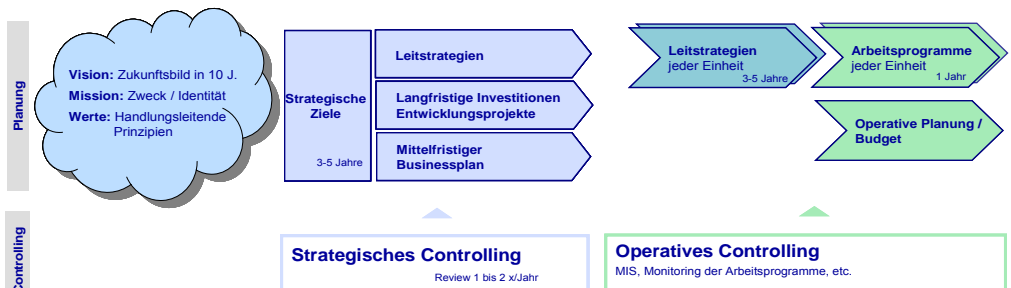 Planung
Vision: Zukunftsbild in 10 J.
Mission: Zweck / Identität
Werte: Handlungsleitende
Prinzipien
Strategische
Ziele
3-5 Jahre
Leitstrategien
Langfristige Investitionen
Entwicklungsprojekte
Mittelfristiger
Businessplan
Leitstrategien
jeder Einheit
3-5 Jahre
Arbeitsprogramme
jeder Einheit
1 Jahr
Operative Planung /
Budget
Controlling
Strategisches Controlling
Review 1 bis 2 x/Jahr
Operatives Controlling
MIS, Monitoring der Arbeitsprogramme, etc.